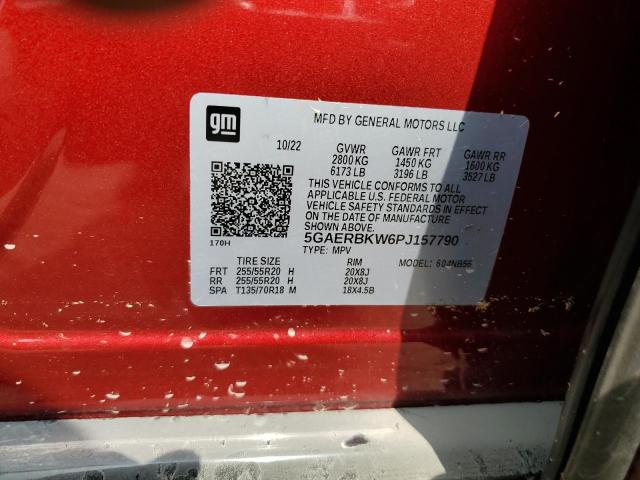 gm
MFD BY GENERAL MOTORS LLC
10/22 GVWR GAWR FRT GAWR RR
2800 KG 1450 KG 1600 KG
6173 LB 3196 LB 3527 LB
THIS VEHICLE CONFORMS TO ALL
APPLICABLE U.S. FEDERAL MOTOR
VEHICLE SAFETY STANDARDS IN EFFECT
ON THE DATE OF MANUFACTURE
SHOWN ABOVE.
170H
5GAERBKW6PJ157790
TYPE: MPV MODEL: 604NB56
TIRE SIZE RIM
FRT 255/55R20 H 20X8J
RR 255/55R20 H 20X8J
SPA T135/70R18 M 18X4.5B